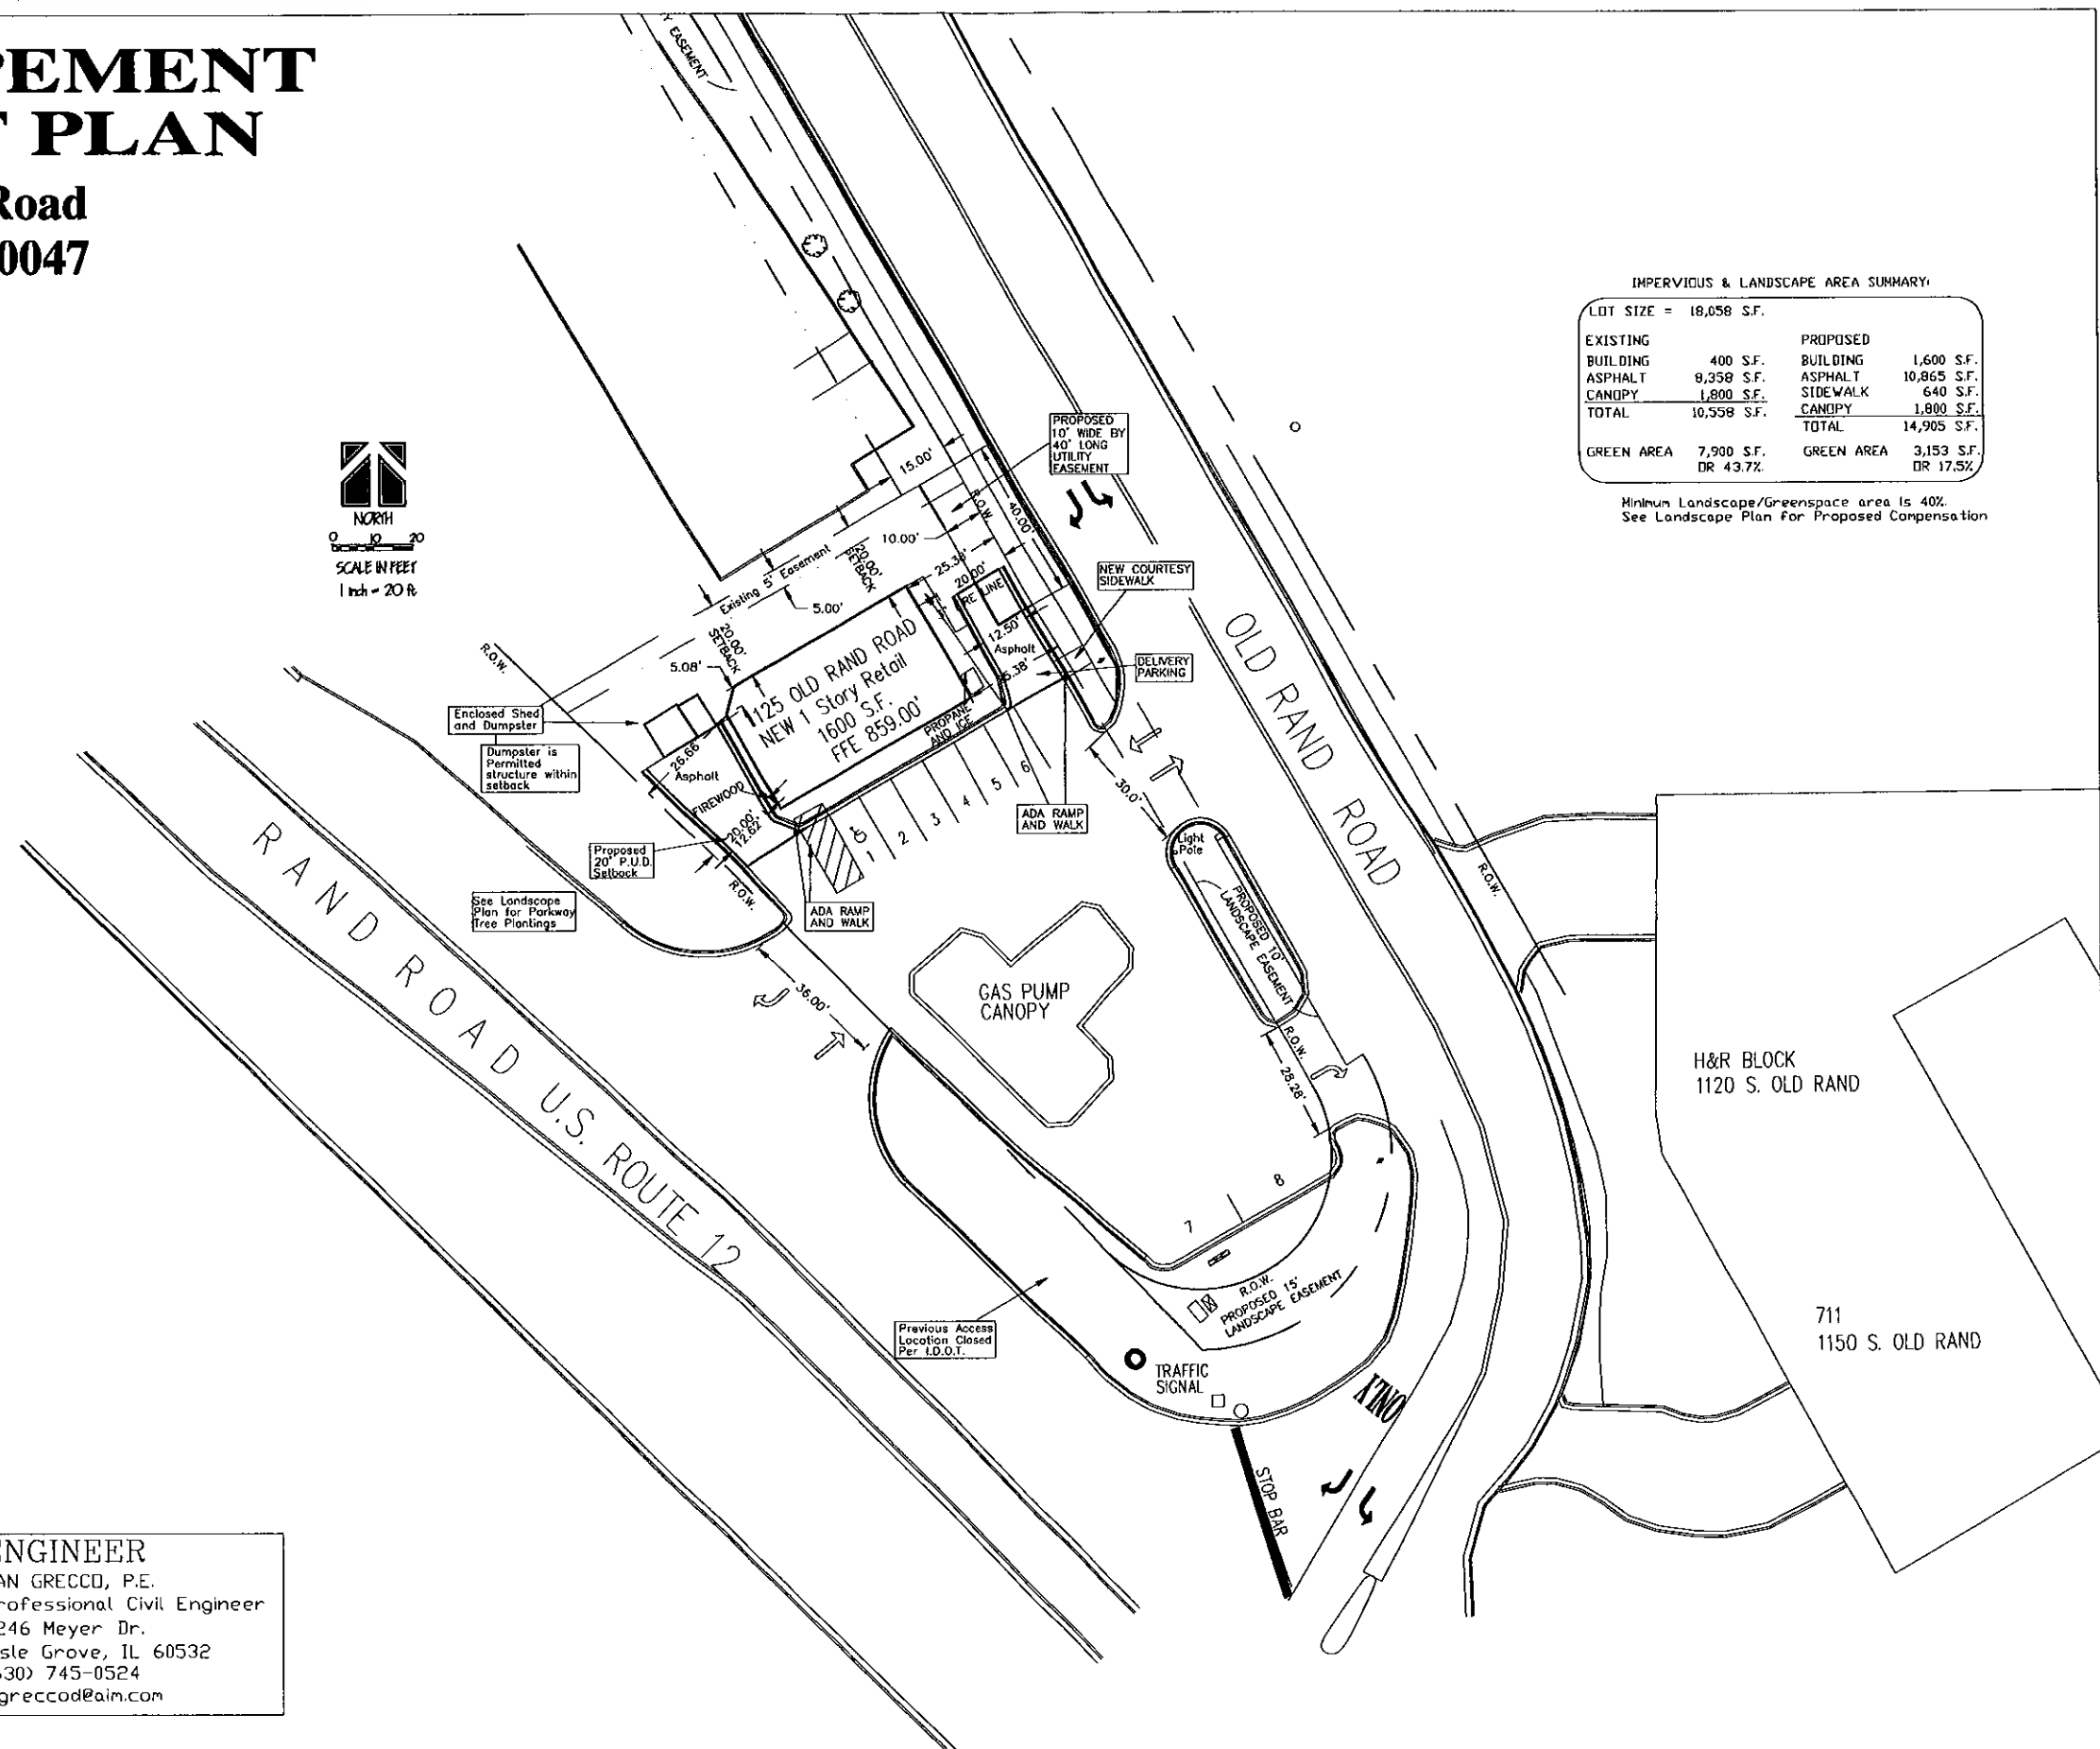 PEMENT
T PLAN
Road
0047
NORTH
0 10 20
SCALE IN FEET
1 inch = 20 ft
Y EASEMENT
IMPERVIOUS & LANDSCAPE AREA SUMMARY:
LOT SIZE = 18,058 S.F.
EXISTING PROPOSED
BUILDING 400 S.F. BUILDING 1,600 S.F.
ASPHALT 8,358 S.F. ASPHALT 10,865 S.F.
CANOPY 1,800 S.F. SIDEWALK 640 S.F.
TOTAL 10,558 S.F. CANOPY 1,800 S.F.
TOTAL 14,905 S.F.
GREEN AREA 7,900 S.F. GREEN AREA 3,153 S.F.
OR 43.7% OR 17.5%
Minimum Landscape/Greenspace area is 40%.
See Landscape Plan for Proposed Compensation
PROPOSED
10' WIDE BY
40' LONG
UTILITY
EASEMENT
15.00'
R.O.W.
40.00'
10.00'
20.00'
SETBACK
25.38'
20.00'
Existing 5' Easement
5.00'
NEW COURTESY
SIDEWALK
12.50'
Asphalt
DELIVERY
PARKING
20.00'
SETBACK
5.08'
R.O.W.
1125 OLD RAND ROAD
NEW 1 Story Retail
1600 S.F.
FFE 859.00'
PROPANE
AND ICE
Enclosed Shed
and Dumpster
Dumpster is
Permitted
structure within
setback
26.66'
Asphalt
FIREWOOD
20.00'
12.62'
Proposed
20' P.U.D.
Setback
R.O.W.
See Landscape
Plan for Parkway
Tree Plantings
ADA RAMP
AND WALK
1 2 3 4 5 6
ADA RAMP
AND WALK
30.0'
Light
Pole
PROPOSED 10'
LANDSCAPE EASEMENT
R.O.W.
28.28'
OLD RAND ROAD
R.O.W.
36.00'
GAS PUMP
CANOPY
RAND ROAD U.S. ROUTE 12
7 8
R.O.W.
PROPOSED 15'
LANDSCAPE EASEMENT
Previous Access
Location Closed
Per I.D.O.T.
TRAFFIC
SIGNAL
ONLY
STOP BAR
H&R BLOCK
1120 S. OLD RAND
711
1150 S. OLD RAND
ENGINEER
AN GRECCO, P.E.
rofessional Civil Engineer
246 Meyer Dr.
sle Grove, IL 60532
630) 745-0524
greccod@aim.com